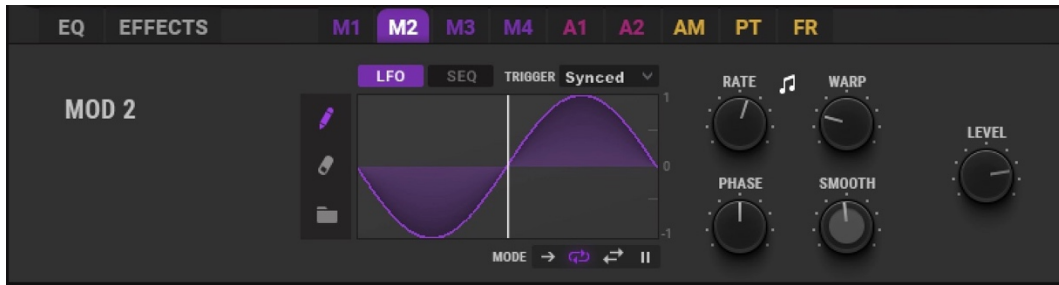 EQ EFFECTS M1 M2 M3 M4 A1 A2 AM PT FR
LFO SEQ TRIGGER Synced
MOD 2
RATE WARP
1
0
-1
LEVEL
PHASE SMOOTH
MODE